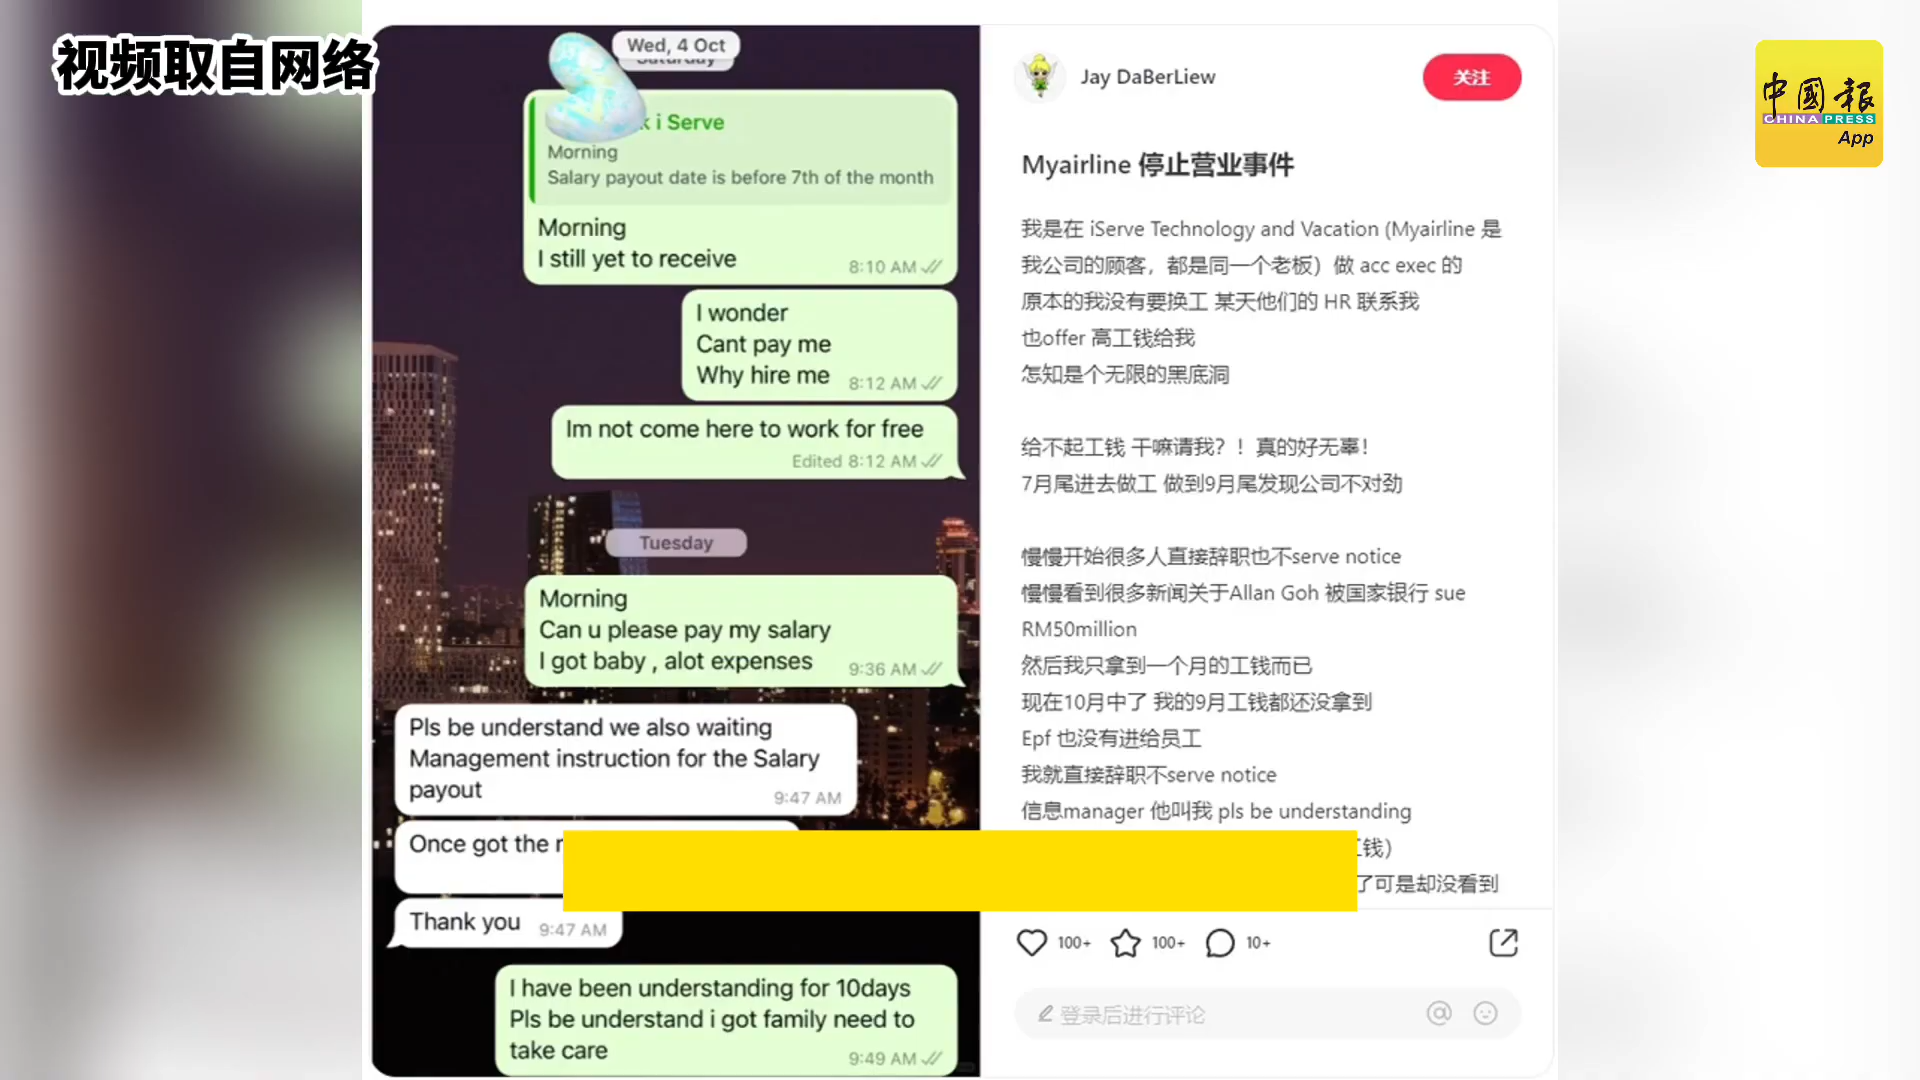 视频取自网络
Wed, 4 Oct
Saturday
k i Serve
Morning
Salary payout date is before 7th of the month
Morning
I still yet to receive
8:10 AM
I wonder
Cant pay me
Why hire me
8:12 AM
Im not come here to work for free
Edited 8:12 AM
Tuesday
Morning
Can u please pay my salary
I got baby , alot expenses
9:36 AM
Pls be understand we also waiting
Management instruction for the Salary
payout
9:47 AM
Once got the
Thank you
9:47 AM
I have been understanding for 10days
Pls be understand i got family need to
take care
9:49 AM
Jay DaBerLiew
关注
Myairline 停止营业事件
我是在 iServe Technology and Vacation (Myairline 是
我公司的顾客，都是同一个老板）做 acc exec 的
原本的我没有要换工 某天他们的 HR 联系我
也offer 高工钱给我
怎知是个无限的黑底洞
给不起工钱 干嘛请我？！真的好无辜！
7月尾进去做工 做到9月尾发现公司不对劲
慢慢开始很多人直接辞职也不serve notice
慢慢看到很多新闻关于Allan Goh 被国家银行 sue
RM50million
然后我只拿到一个月的工钱而已
现在10月中了 我的9月工钱都还没拿到
Epf 也没有进给员工
我就直接辞职不serve notice
信息manager 他叫我 pls be understanding
钱）
了可是却没看到
100+
100+
10+
登录后进行评论
中國報
CHINA PRESS
App